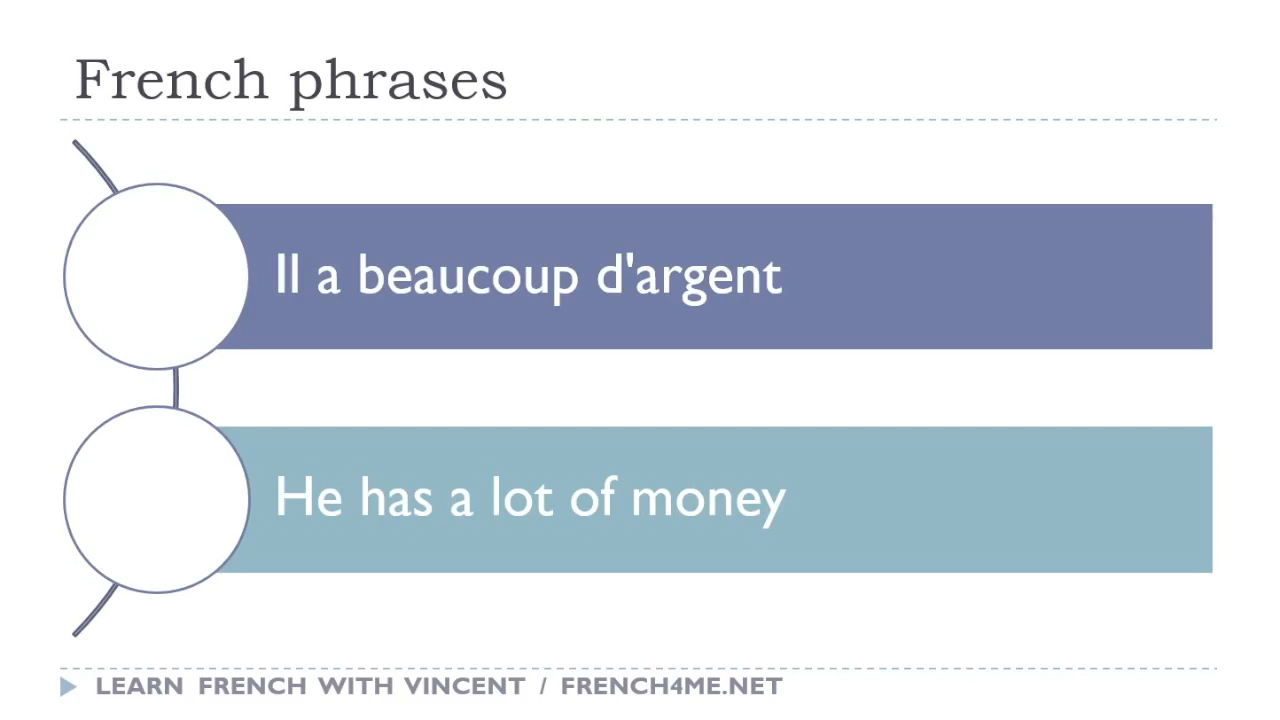 French phrases
Il a beaucoup d'argent
He has a lot of money
LEARN FRENCH WITH VINCENT / FRENCH4ME.NET